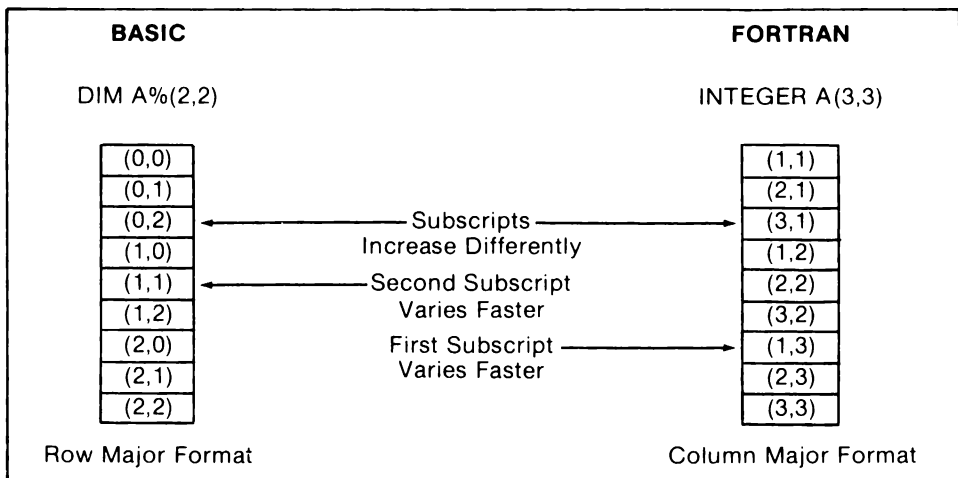 BASIC
FORTRAN
DIM A%(2,2)
INTEGER A(3,3)
(0,0)
(0,1)
(0,2)
(1,0)
(1,1)
(1,2)
(2,0)
(2,1)
(2,2)
Row Major Format
Subscripts
Increase Differently
Second Subscript
Varies Faster
First Subscript
Varies Faster
(1,1)
(2,1)
(3,1)
(1,2)
(2,2)
(3,2)
(1,3)
(2,3)
(3,3)
Column Major Format